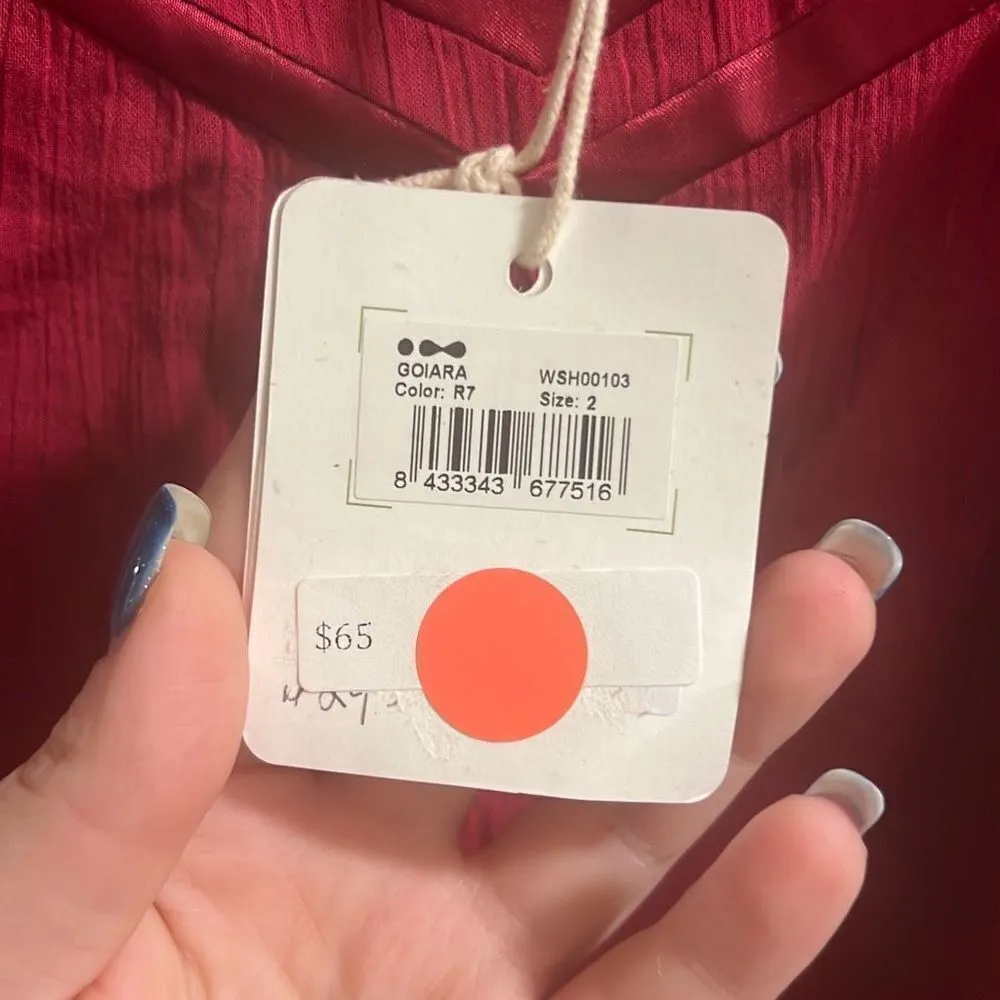 GOIARA WSH00103
Color: R7 Size: 2
8 433343 677516
$65